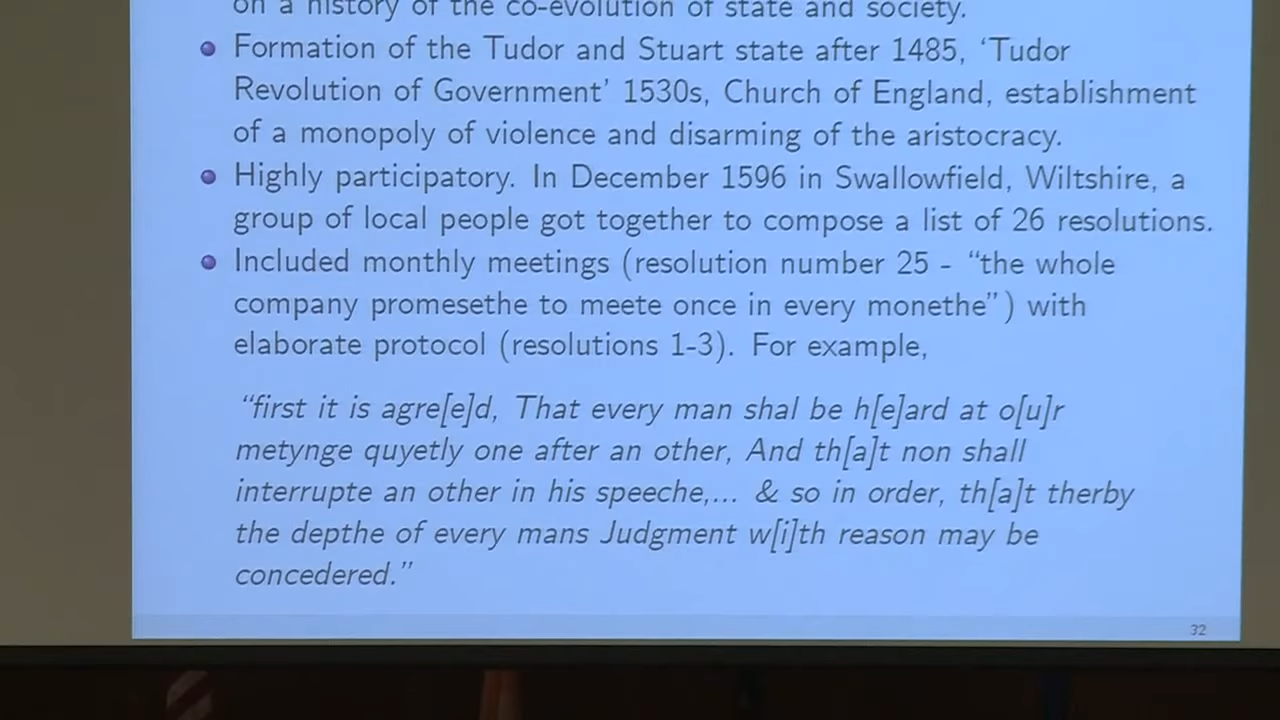 on a history of the co-evolution of state and society.
Formation of the Tudor and Stuart state after 1485, ‘Tudor
Revolution of Government’ 1530s, Church of England, establishment
of a monopoly of violence and disarming of the aristocracy.
Highly participatory. In December 1596 in Swallowfield, Wiltshire, a
group of local people got together to compose a list of 26 resolutions.
Included monthly meetings (resolution number 25 - “the whole
company promesethe to meete once in every monethe”) with
elaborate protocol (resolutions 1-3). For example,
“first it is agre[e]d, That every man shal be h[e]ard at o[u]r
metynge quyetly one after an other, And th[a]t non shall
interrupte an other in his speeche,... & so in order, th[a]t therby
the depthe of every mans Judgment w[i]th reason may be
concedered.”
32